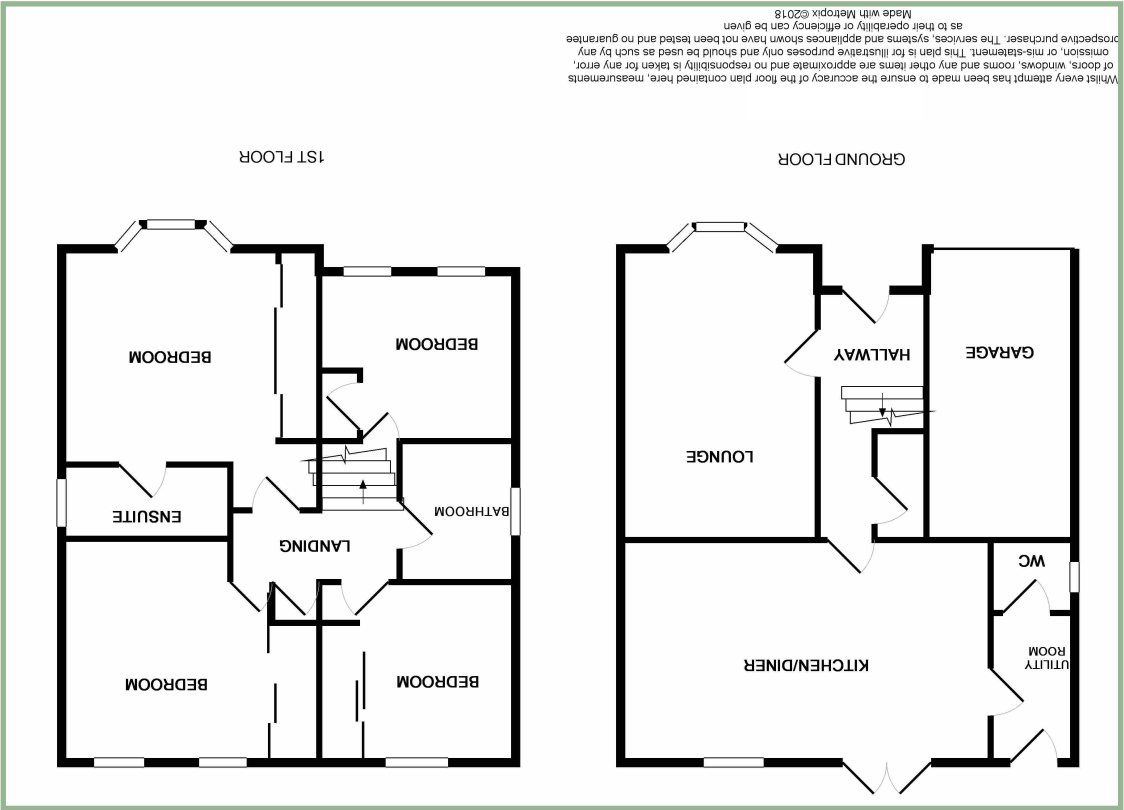 UTILITY
ROOM
KITCHEN/DINER
WC
LOUNGE
GARAGE
HALLWAY
GROUND FLOOR
BEDROOM
BEDROOM
LANDING
BATHROOM
ENSUITE
BEDROOM
BEDROOM
1ST FLOOR
Whilst every attempt has been made to ensure the accuracy of the floor plan contained here, measurements
of doors, windows, rooms and any other items are approximate and no responsibility is taken for any error,
omission, or mis-statement. This plan is for illustrative purposes only and should be used as such by any
prospective purchaser. The services, systems and appliances shown have not been tested and no guarantee
as to their operability or efficiency can be given
Made with Metropix ©2018